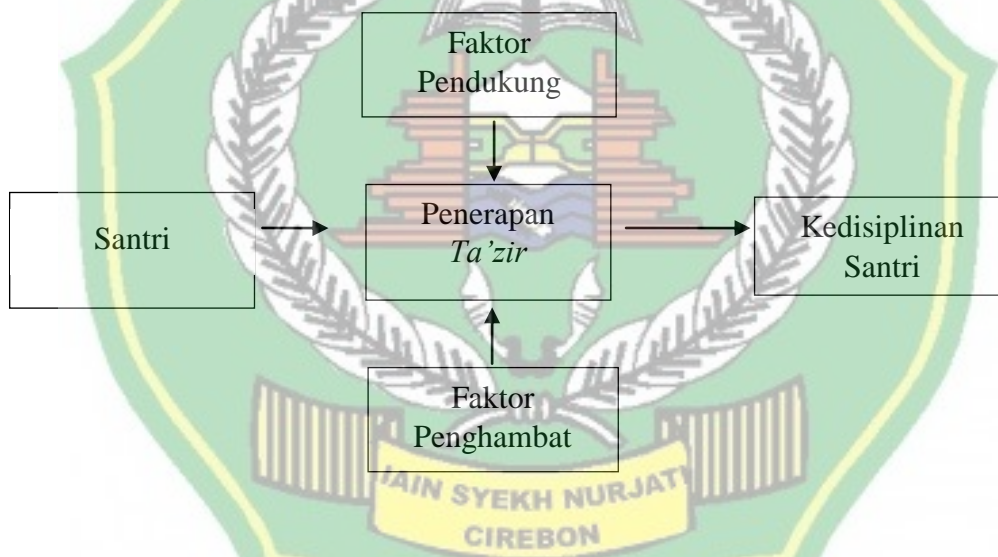 Faktor
Pendukung
Santri
Penerapan
Ta’zir
Kedisiplinan
Santri
Faktor
Penghambat
IAIN SYEKH NURJATI
CIREBON